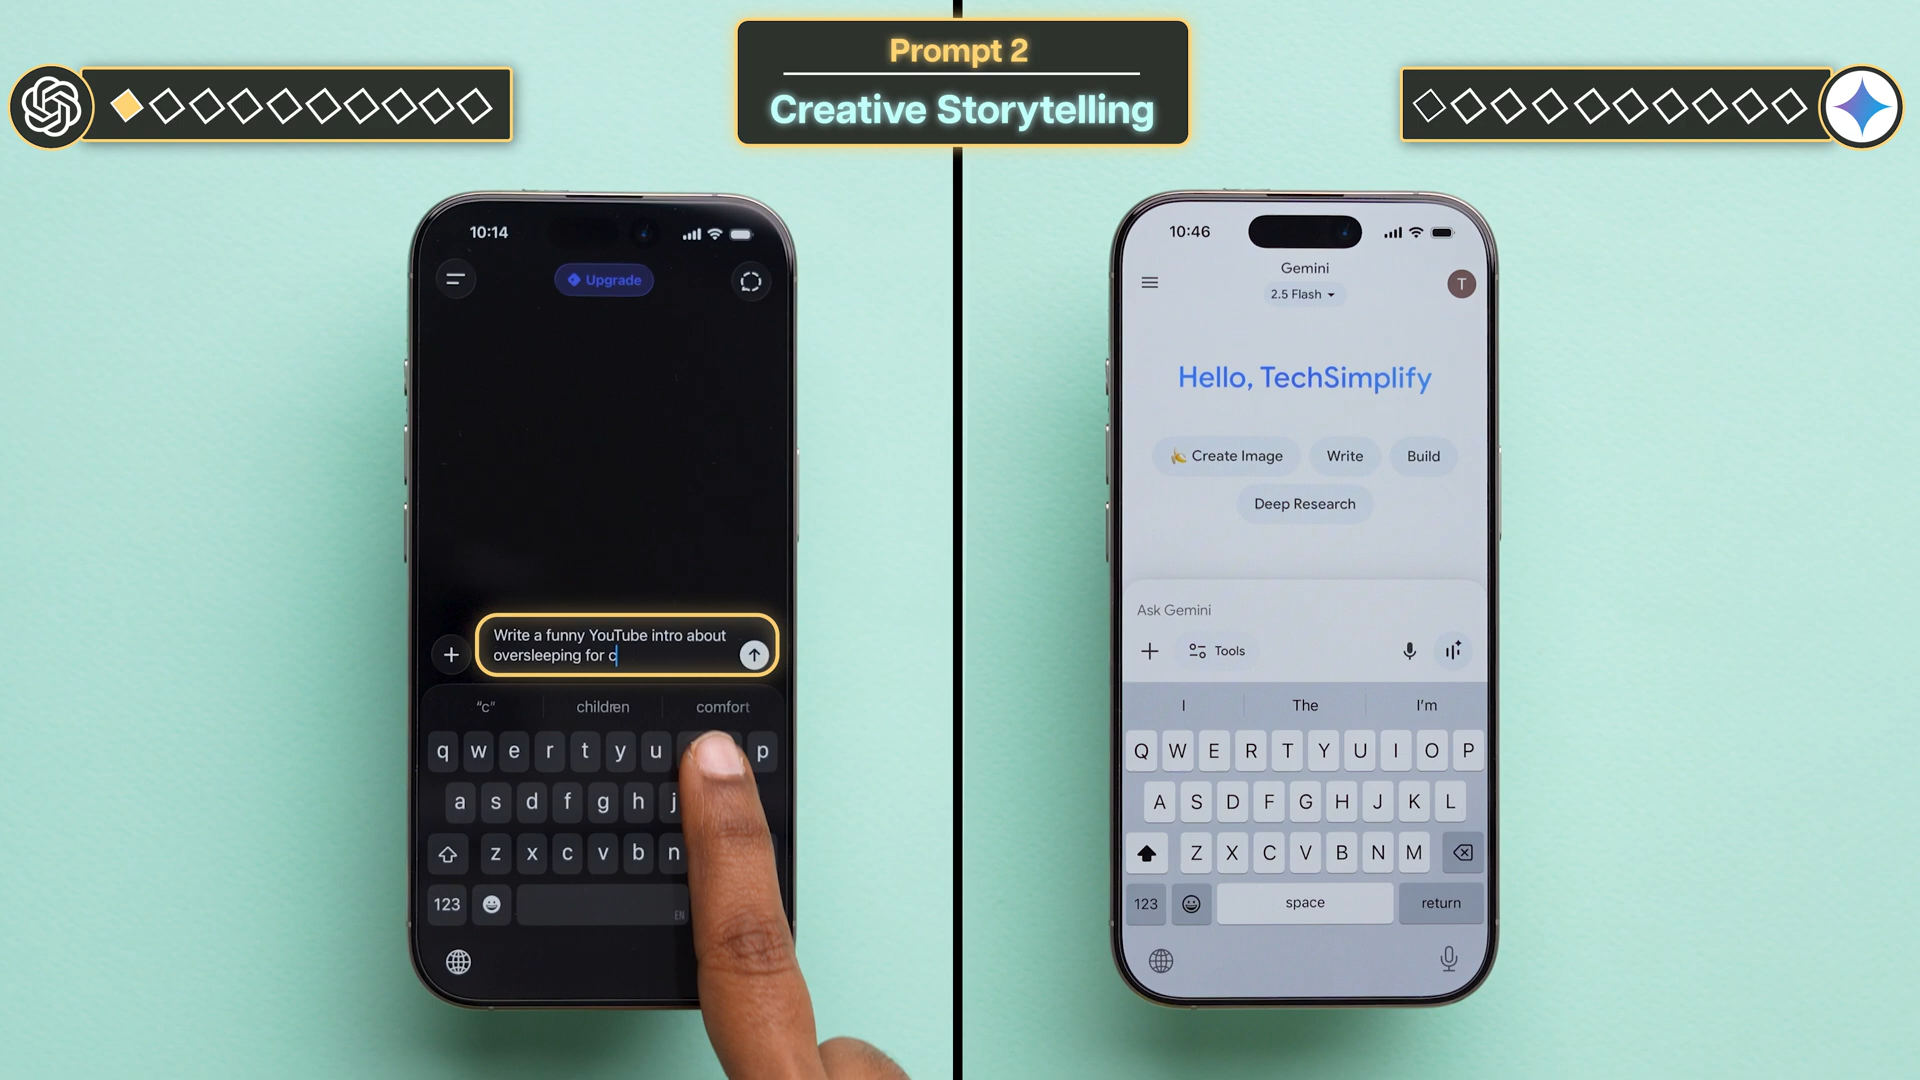 Prompt 2
Creative Storytelling
10:14
Upgrade
Write a funny YouTube intro about
oversleeping for c
“c”
children
comfort
q w e r t y u p
a s d f g h j
z x c v b n
123
EN
10:46
Gemini
2.5 Flash
T
Hello, TechSimplify
Create Image
Write
Build
Deep Research
Ask Gemini
Tools
I
The
I'm
Q W E R T Y U I O P
A S D F G H J K L
Z X C V B N M
123
space
return